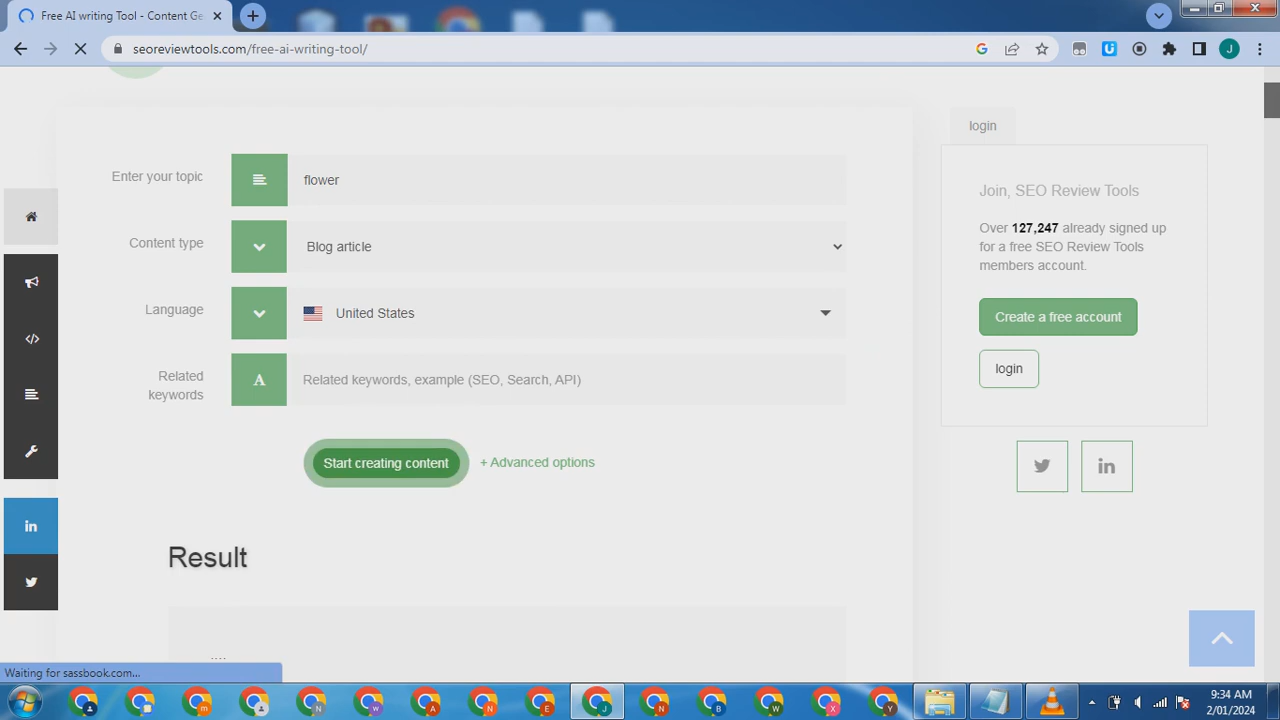 Free AI writing Tool - Content Ge
seoreviewtools.com/free-ai-writing-tool/
J
login
Enter your topic
flower
Join, SEO Review Tools
Over 127,247 already signed up
for a free SEO Review Tools
members account.
Content type
Blog article
Language
United States
Create a free account
Related
keywords
A
Related keywords, example (SEO, Search, API)
login
Start creating content
+ Advanced options
in
in
Result
....
Waiting for sassbook.com...
9:34 AM
2/01/2024